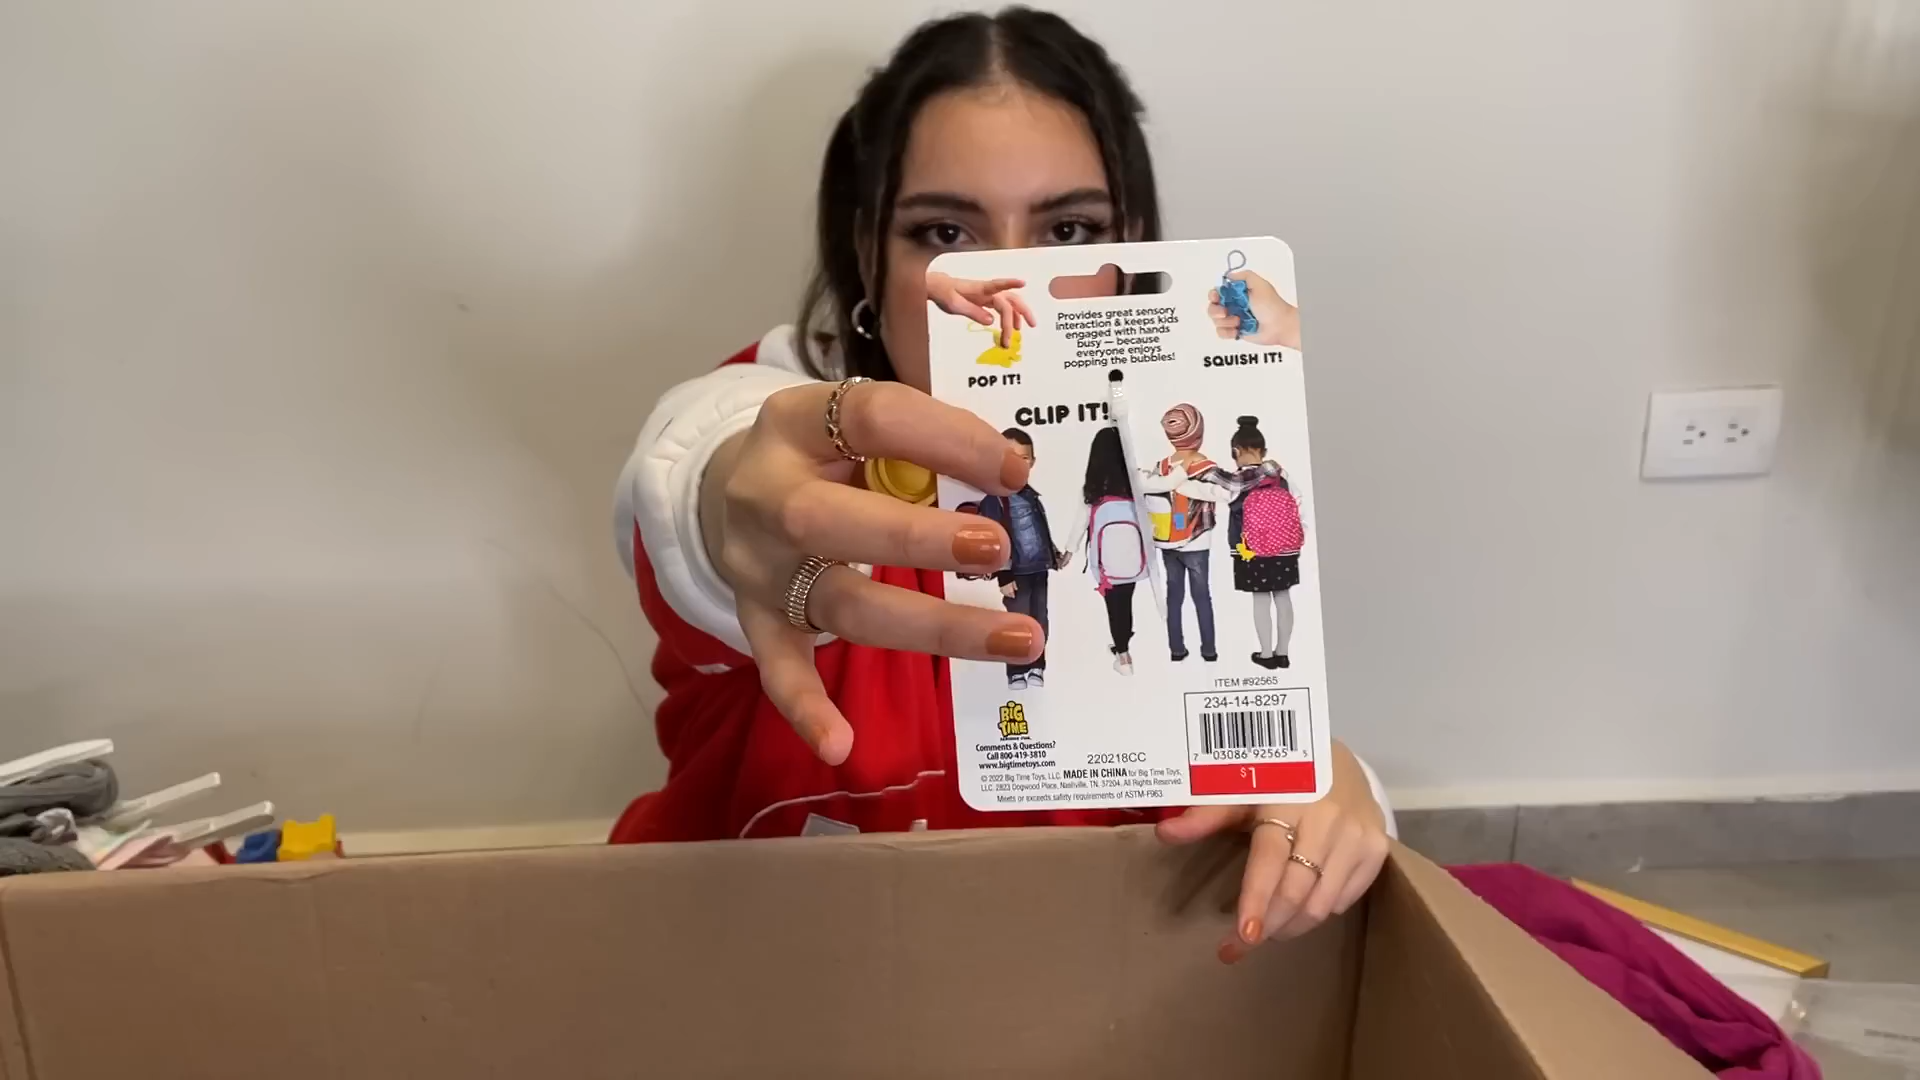 Provides great sensory
interaction & keeps kids
engaged with hands
busy — because
everyone enjoys
popping the bubbles!
POP IT!
SQUISH IT!
CLIP IT!
ITEM #92565
234-14-8297
7 03086 92565 5
$1
BIG
TIME
Comments & Questions?
Call 800-419-3810
www.bigtimetoys.com
220218CC
© 2022 Big Time Toys, LLC. MADE IN CHINA for Big Time Toys,
LLC. 2823 Dogwood Place, Nashville, TN. 37204. All Rights Reserved.
Meets or exceeds safety requirements of ASTM-F963.